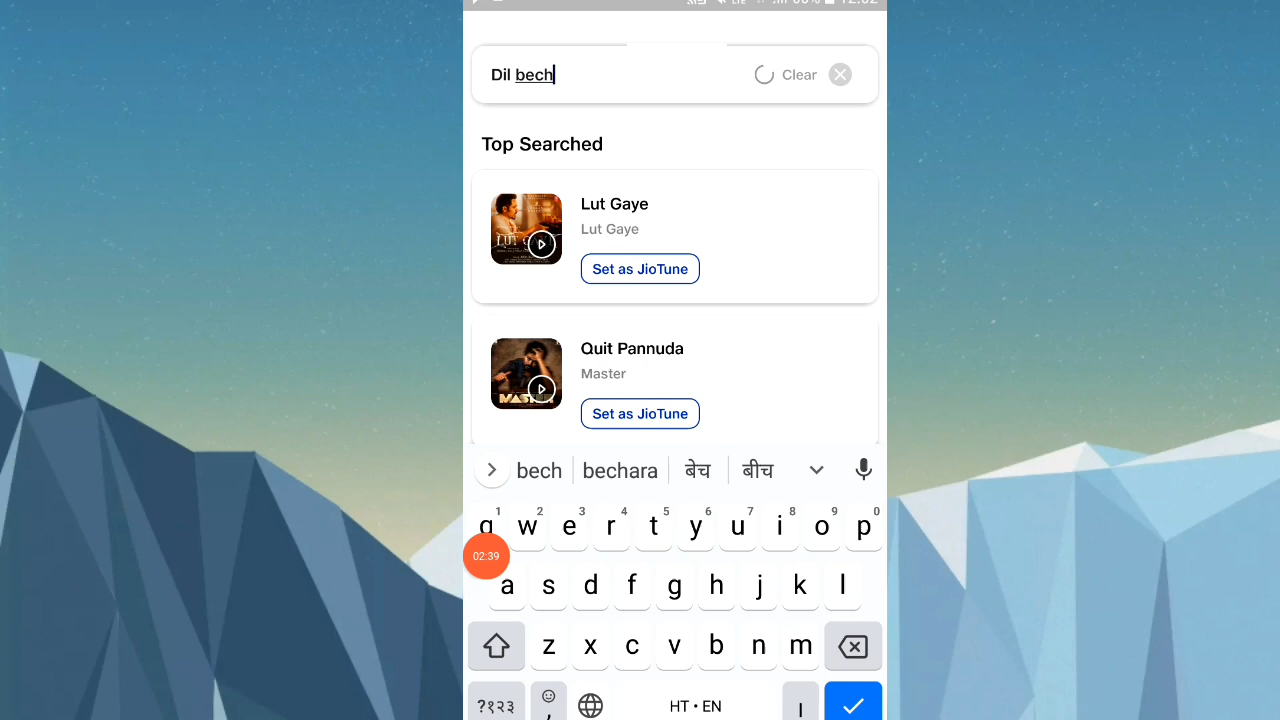 Dil bech
Clear
Top Searched
Lut Gaye
Lut Gaye
Set as JioTune
Quit Pannuda
Master
Set as JioTune
bech bechara बेच बीच
1 2 3 4 5 6 7 8 9 0
q w e r t y u i o p
02:39
a s d f g h j k l
z x c v b n m
?१२३ , HT • EN ।